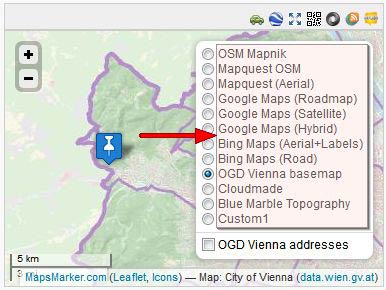 +
OSM Mapnik
Mapquest OSM
Mapquest (Aerial)
Google Maps (Roadmap)
Google Maps (Satellite)
Google Maps (Hybrid)
Bing Maps (Aerial+Labels)
Bing Maps (Road)
OGD Vienna basemap
Cloudmade
Blue Marble Topography
Custom1
OGD Vienna addresses
5 km
3
MapsMarker.com (Leaflet, Icons) — Map: City of Vienna (data.wien.gv.at)